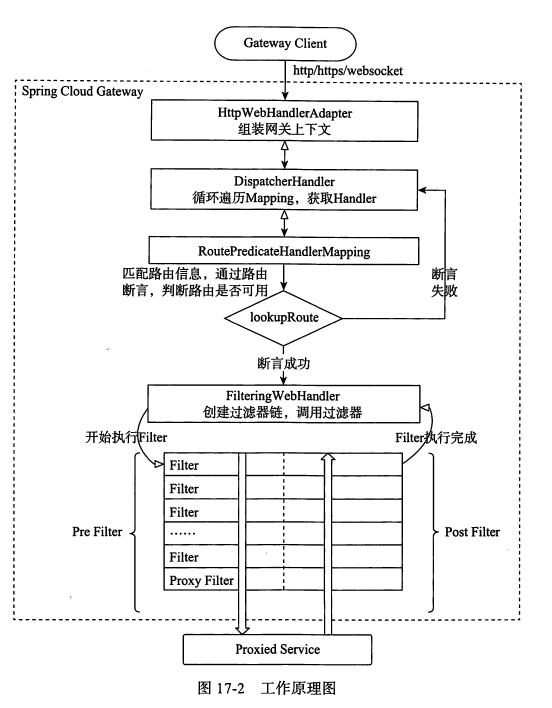 Gateway Client
http/https/websocket
Spring Cloud Gateway
HttpWebHandlerAdapter
组装网关上下文
DispatcherHandler
循环遍历Mapping，获取Handler
RoutePredicateHandlerMapping
匹配路由信息，通过路由
断言，判断路由是否可用
断言
失败
lookupRoute
断言成功
FilteringWebHandler
创建过滤器链，调用过滤器
开始执行Filter
Filter执行完成
Filter
Filter
Filter
……
Filter
Proxy Filter
Pre Filter
Post Filter
Proxied Service
图 17-2 工作原理图